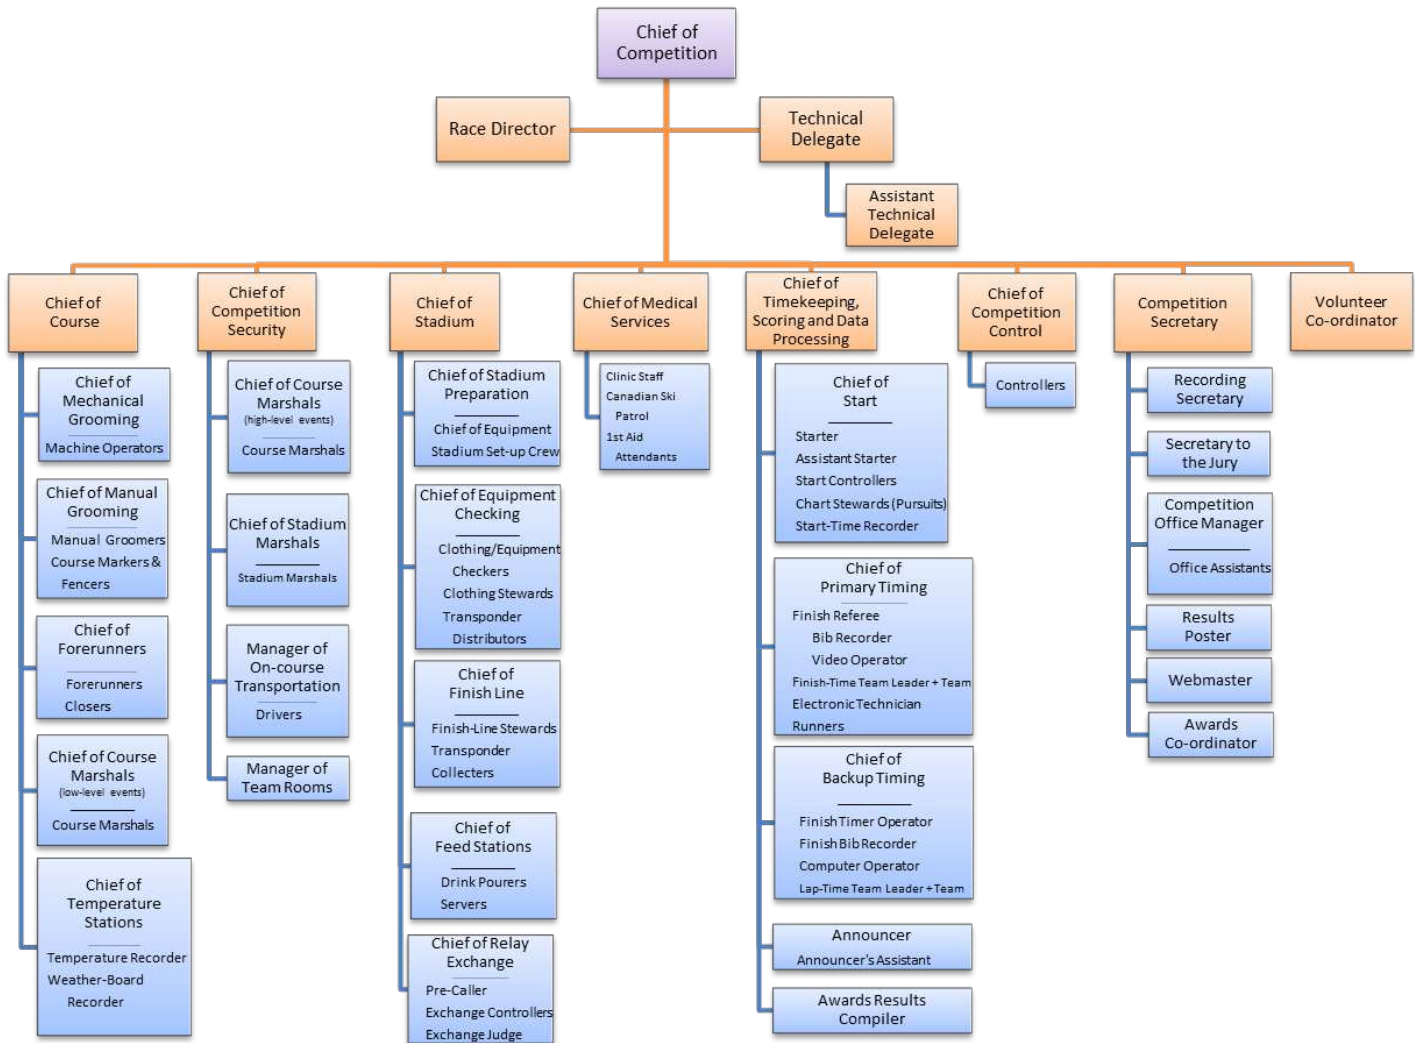 Chief of
Competition
Race Director
Technical
Delegate
Assistant
Technical
Delegate
Chief of
Course
Chief of
Mechanical
Grooming
Machine Operators
Chief of Manual
Grooming
Manual Groomers
Course Markers &
Fencers
Chief of
Forerunners
Forerunners
Closers
Chief of Course
Marshals
(low-level events)
Course Marshals
Chief of
Temperature
Stations
Temperature Recorder
Weather-Board
Recorder
Chief of
Competition
Security
Chief of Course
Marshals
(high-level events)
Course Marshals
Chief of Stadium
Marshals
Stadium Marshals
Manager of
On-course
Transportation
Drivers
Manager of
Team Rooms
Chief of
Stadium
Chief of Stadium
Preparation
Chief of Equipment
Stadium Set-up Crew
Chief of Equipment
Checking
Clothing/Equipment
Checkers
Clothing Stewards
Transponder
Distributors
Chief of
Finish Line
Finish-Line Stewards
Transponder
Collecters
Chief of
Feed Stations
Drink Pourers
Servers
Chief of Relay
Exchange
Pre-Caller
Exchange Controllers
Exchange Judge
Chief of Medical
Services
Clinic Staff
Canadian Ski
Patrol
1st Aid
Attendants
Chief of
Timekeeping,
Scoring and Data
Processing
Chief of
Start
Starter
Assistant Starter
Start Controllers
Chart Stewards (Pursuits)
Start-Time Recorder
Chief of
Primary Timing
Finish Referee
Bib Recorder
Video Operator
Finish-Time Team Leader + Team
Electronic Technician
Runners
Chief of
Backup Timing
Finish Timer Operator
Finish Bib Recorder
Computer Operator
Lap-Time Team Leader + Team
Announcer
Announcer's Assistant
Awards Results
Compiler
Chief of
Competition
Control
Controllers
Competition
Secretary
Recording
Secretary
Secretary to
the Jury
Competition
Office Manager
Office Assistants
Results
Poster
Webmaster
Awards
Co-ordinator
Volunteer
Co-ordinator